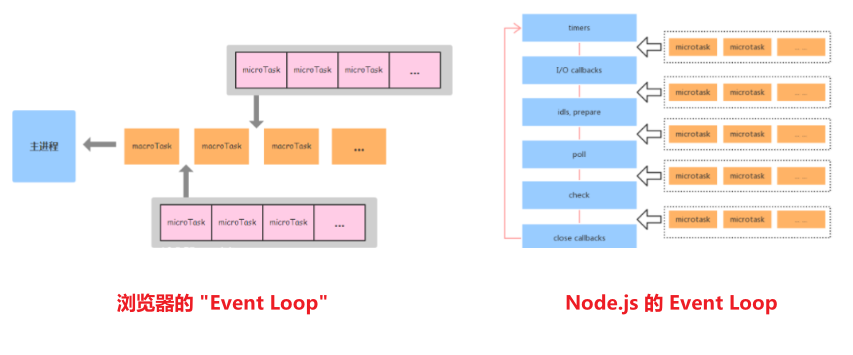 microTask microTask microTask ...
主进程 macroTask macroTask macroTask ...
microTask microTask microTask ...
浏览器的 "Event Loop"
timers
microtask microtask ... ...
I/O callbacks
microtask microtask ... ...
idls, prepare
microtask microtask ... ...
poll
microtask microtask ... ...
check
microtask microtask ... ...
close callbacks
Node.js 的 Event Loop